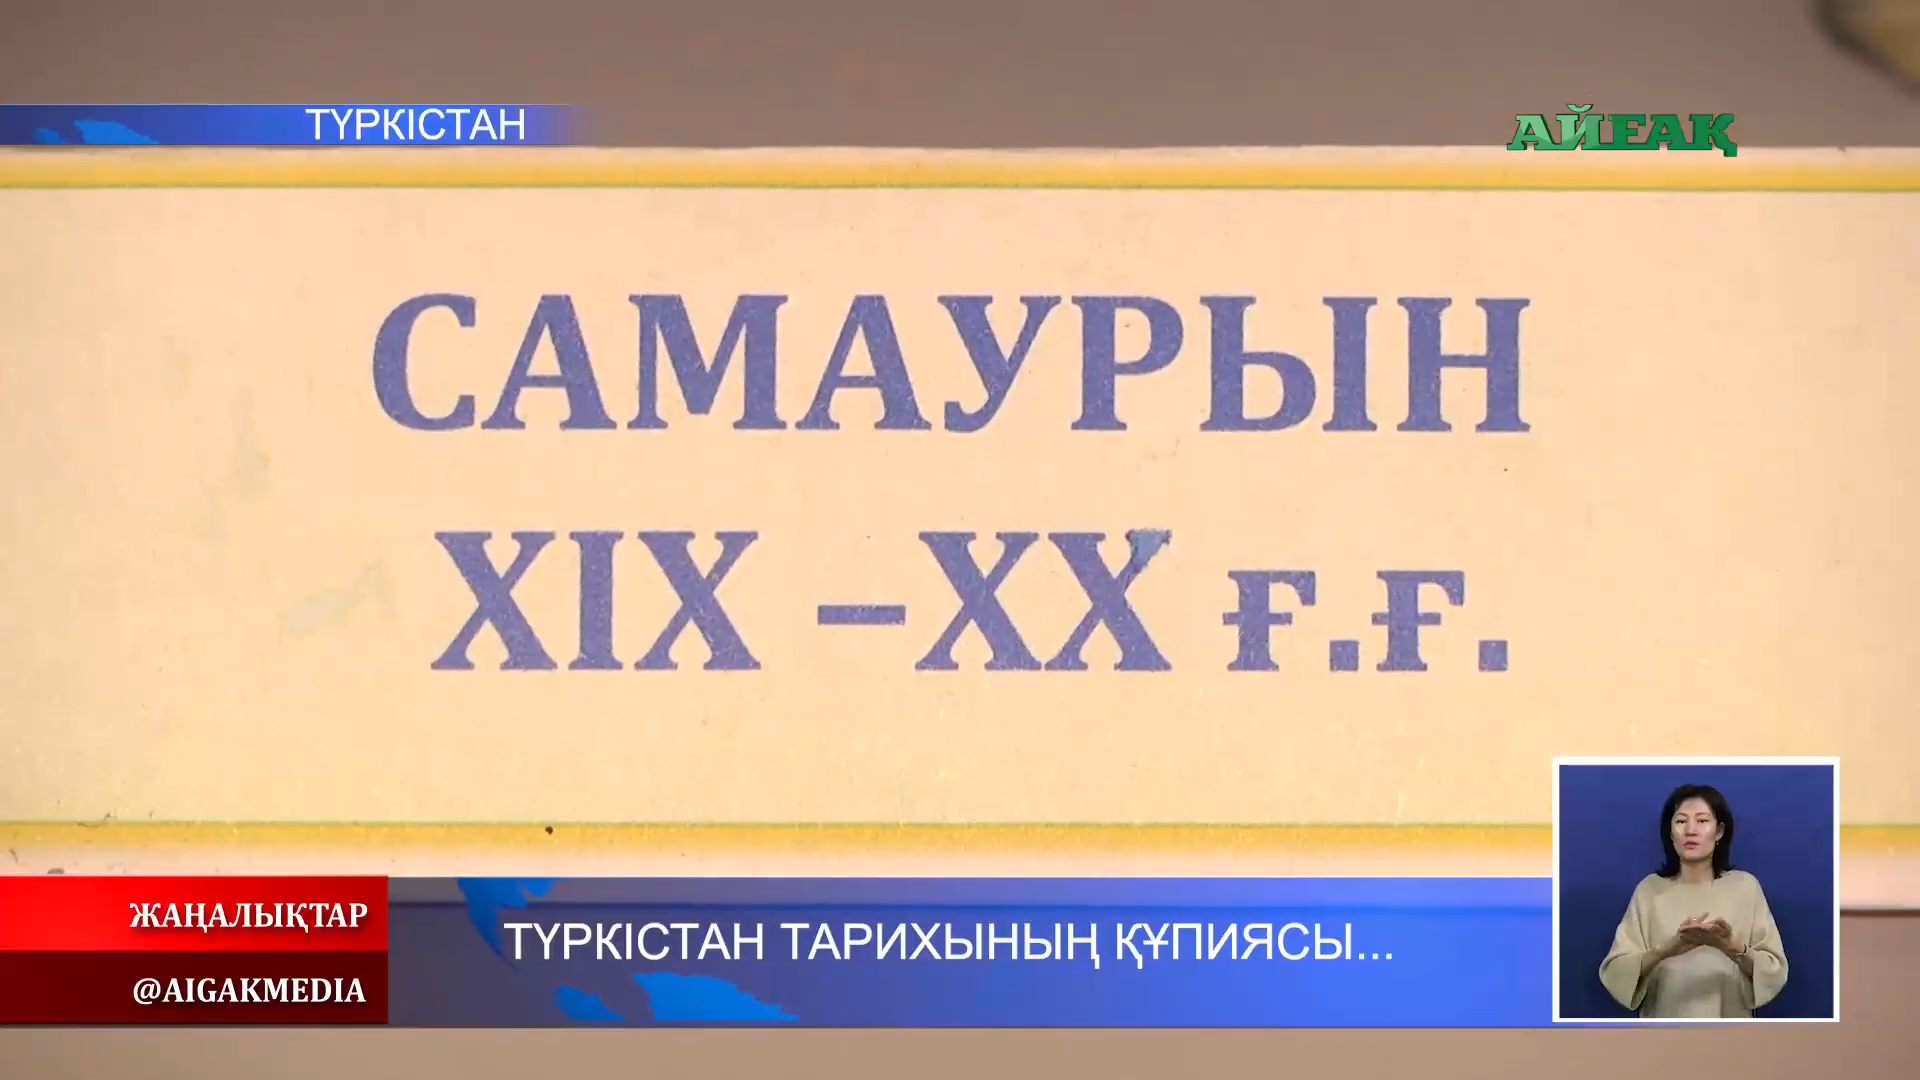 ТҮРКІСТАН
АЙҒАҚ
САМАУРЫН
XIX –XX ғ.ғ.
ЖАҢАЛЫҚТАР
ТҮРКІСТАН ТАРИХЫНЫҢ ҚҰПИЯСЫ...
@AIGAKMEDIA